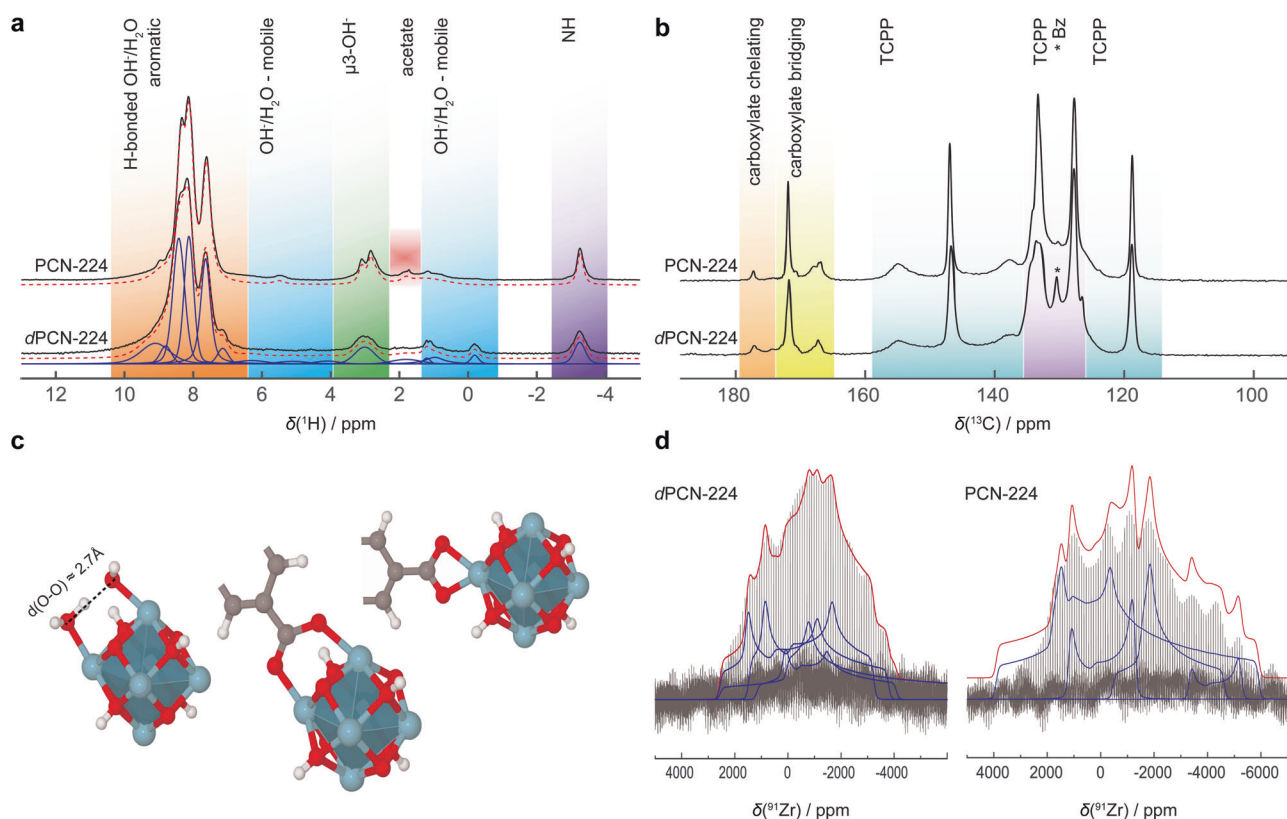 a
H-bonded OH⁻/H₂O
aromatic
OH⁻/H₂O - mobile
μ3-OH⁻
acetate
OH⁻/H₂O - mobile
NH
PCN-224
dPCN-224
12 10 8 6 4 2 0 -2 -4
δ(¹H) / ppm
b
carboxylate chelating
carboxylate bridging
TCPP
TCPP
* Bz
TCPP
PCN-224
*
dPCN-224
180 160 140 120 100
δ(¹³C) / ppm
c
d(O-O) ≈ 2.7Å
d
dPCN-224
4000 2000 0 -2000 -4000
δ(⁹¹Zr) / ppm
PCN-224
4000 2000 0 -2000 -4000 -6000
δ(⁹¹Zr) / ppm